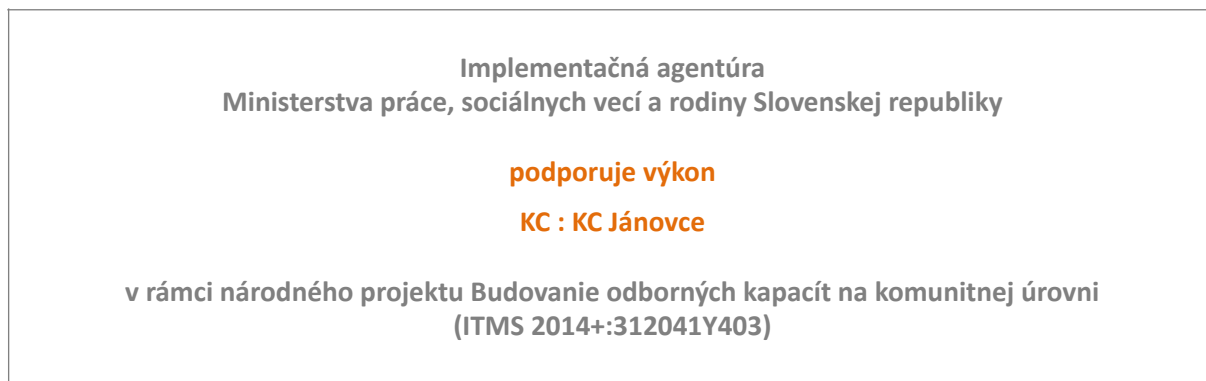 Implementačná agentúra
Ministerstva práce, sociálnych vecí a rodiny Slovenskej republiky
podporuje výkon
KC : KC Jánovce
v rámci národného projektu Budovanie odborných kapacít na komunitnej úrovni
(ITMS 2014+:312041Y403)